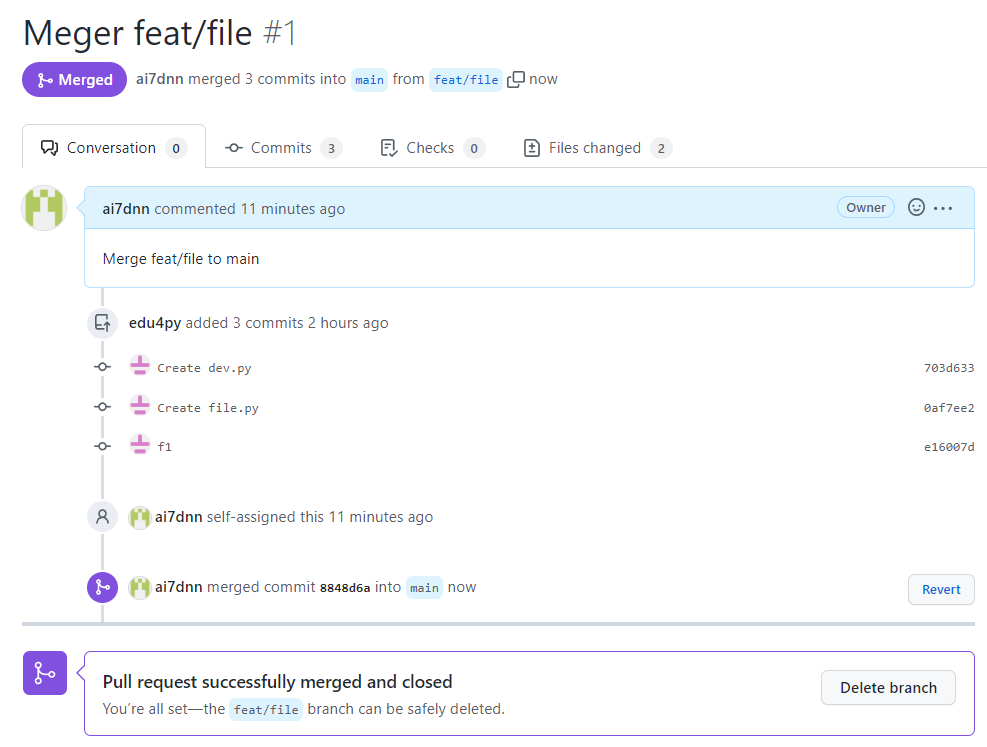 Meger feat/file #1
Merged ai7dnn merged 3 commits into main from feat/file now
Conversation 0 Commits 3 Checks 0 Files changed 2
ai7dnn commented 11 minutes ago Owner
Merge feat/file to main
edu4py added 3 commits 2 hours ago
Create dev.py 703d633
Create file.py 0af7ee2
f1 e16007d
ai7dnn self-assigned this 11 minutes ago
ai7dnn merged commit 8848d6a into main now Revert
Pull request successfully merged and closed
You're all set—the feat/file branch can be safely deleted.
Delete branch